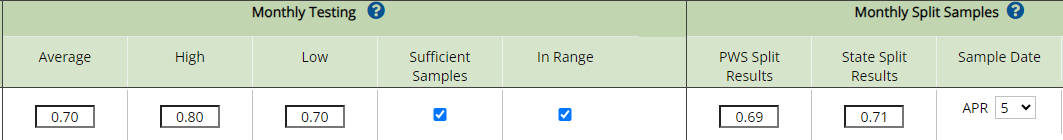 Monthly Testing ? Monthly Split Samples ?
Average High Low Sufficient Samples In Range PWS Split Results State Split Results Sample Date
0.70 0.80 0.70 0.69 0.71 APR 5